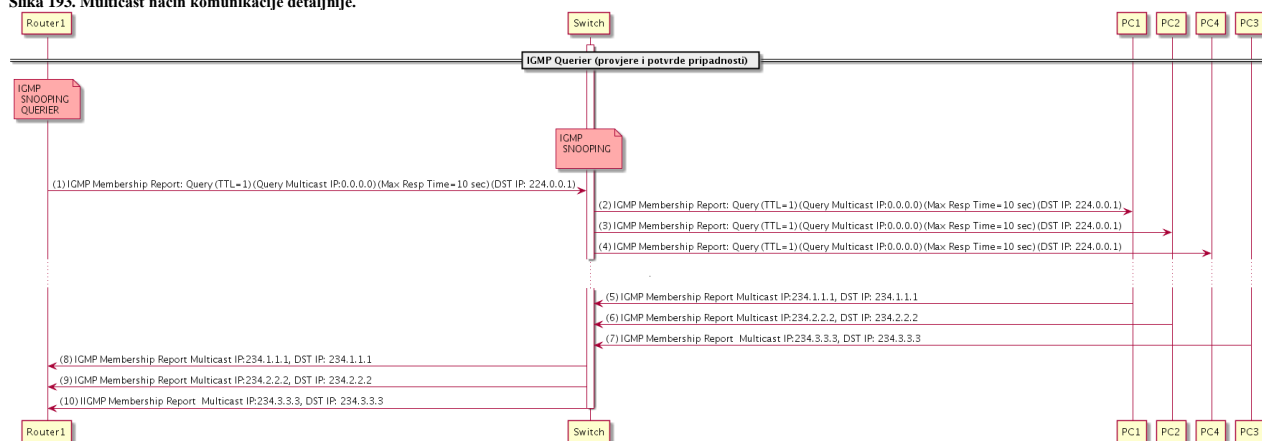 Slika 193. Multicast način komunikacije detaljnije.
Router1 Switch PC1 PC2 PC4 PC3
IGMP Querier (provjere i potvrde pripadnosti)
IGMP
SNOOPING
QUERIER
IGMP
SNOOPING
(1) IGMP Membership Report: Query (TTL=1)(Query Multicast IP:0.0.0.0)(Max Resp Time=10 sec)(DST IP: 224.0.0.1)
(2) IGMP Membership Report: Query (TTL=1)(Query Multicast IP:0.0.0.0)(Max Resp Time=10 sec)(DST IP: 224.0.0.1)
(3) IGMP Membership Report: Query (TTL=1)(Query Multicast IP:0.0.0.0)(Max Resp Time=10 sec)(DST IP: 224.0.0.1)
(4) IGMP Membership Report: Query (TTL=1)(Query Multicast IP:0.0.0.0)(Max Resp Time=10 sec)(DST IP: 224.0.0.1)
(5) IGMP Membership Report Multicast IP:234.1.1.1, DST IP: 234.1.1.1
(6) IGMP Membership Report Multicast IP:234.2.2.2, DST IP: 234.2.2.2
(7) IGMP Membership Report Multicast IP:234.3.3.3, DST IP: 234.3.3.3
(8) IGMP Membership Report Multicast IP:234.1.1.1, DST IP: 234.1.1.1
(9) IGMP Membership Report Multicast IP:234.2.2.2, DST IP: 234.2.2.2
(10) IIGMP Membership Report Multicast IP:234.3.3.3, DST IP: 234.3.3.3
Router1 Switch PC1 PC2 PC4 PC3